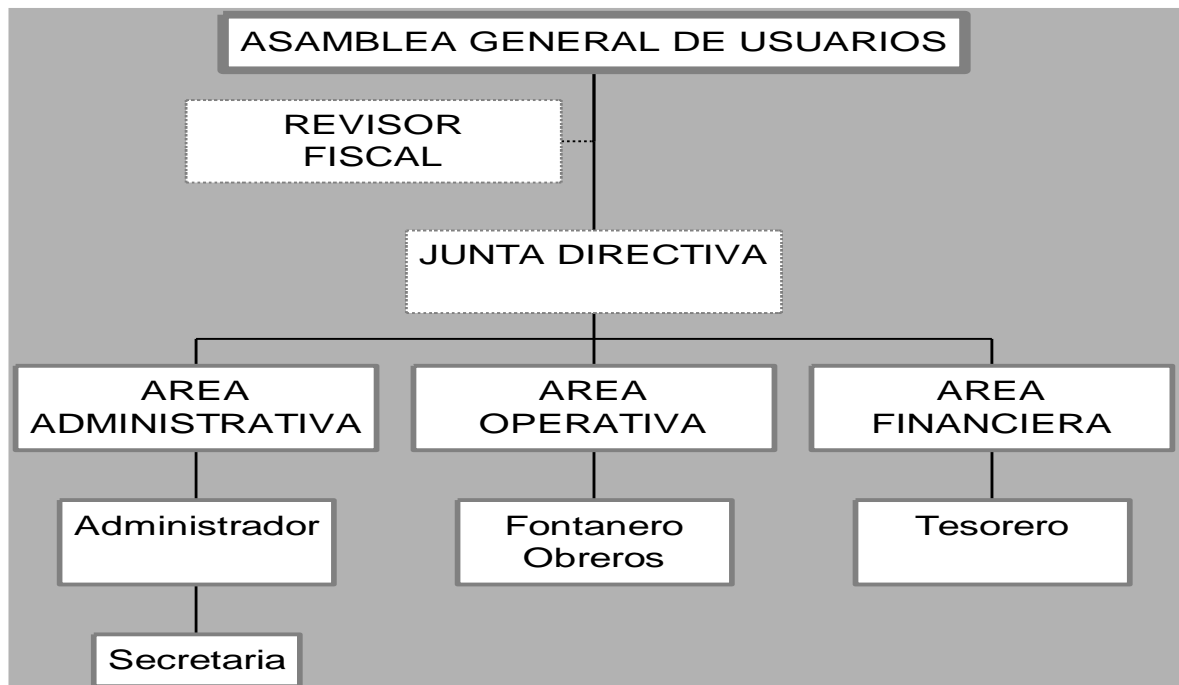 ASAMBLEA GENERAL DE USUARIOS
REVISOR
FISCAL
JUNTA DIRECTIVA
AREA
ADMINISTRATIVA
AREA
OPERATIVA
AREA
FINANCIERA
Administrador
Fontanero
Obreros
Tesorero
Secretaria